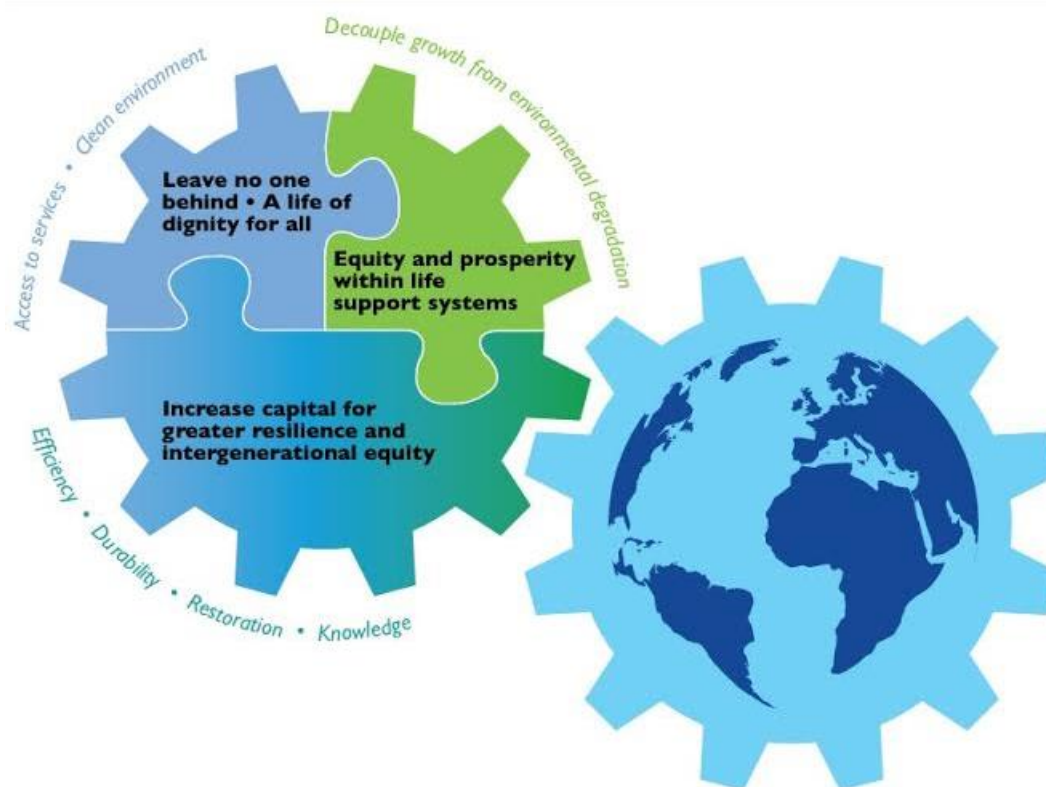 Decouple growth from environmental degradation
Access to services • Clean environment
Leave no one
behind • A life of
dignity for all
Equity and prosperity
within life
support systems
Increase capital for
greater resilience and
intergenerational equity
Efficiency • Durability • Restoration • Knowledge